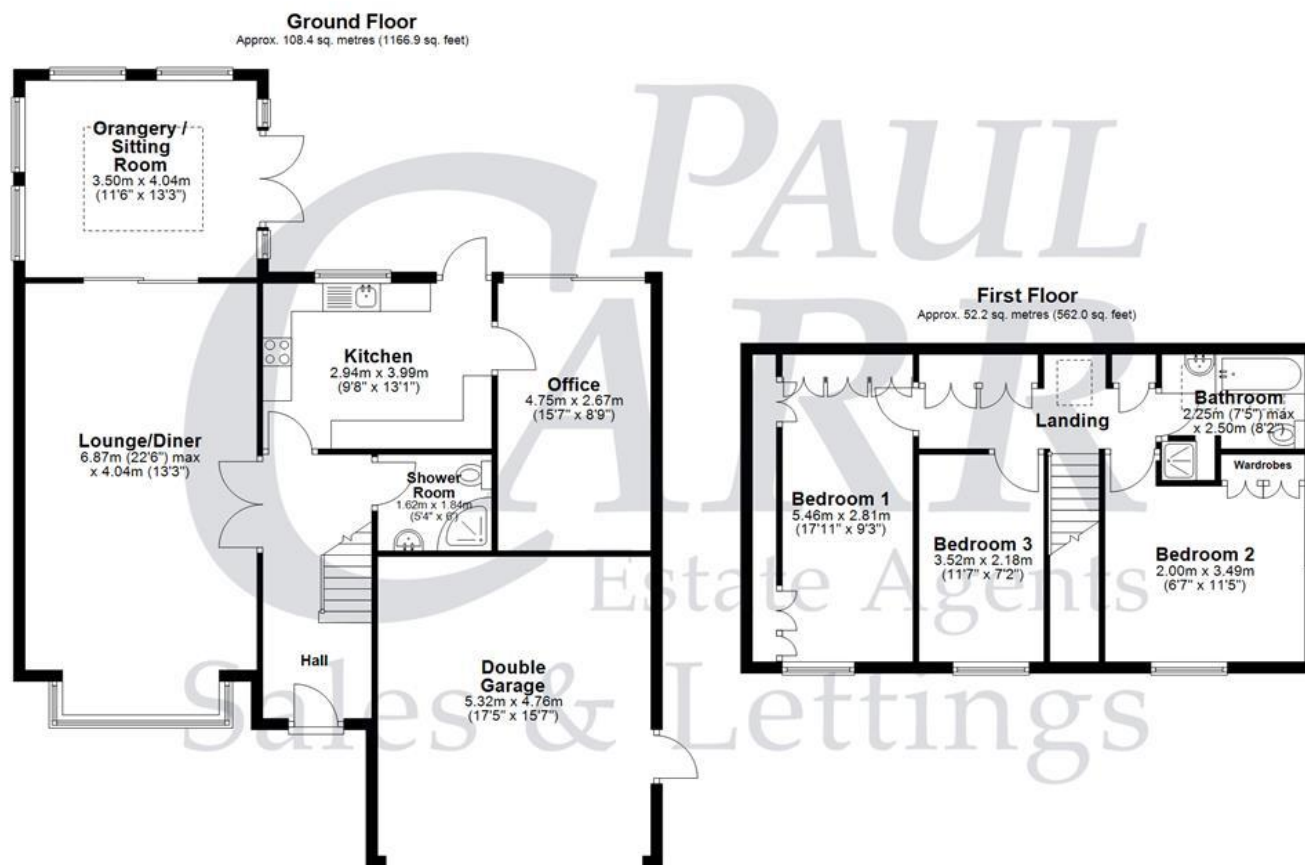 Ground Floor
Approx. 108.4 sq. metres (1166.9 sq. feet)
Orangery /
Sitting
Room
3.50m x 4.04m
(11'6" x 13'3")
Kitchen
2.94m x 3.99m
(9'8" x 13'1")
Office
4.75m x 2.67m
(15'7" x 8'9")
Lounge/Diner
6.87m (22'6") max
x 4.04m (13'3")
Shower
Room
1.62m x 1.84m
(5'4" x 6')
Hall
Double
Garage
5.32m x 4.76m
(17'5" x 15'7")
First Floor
Approx. 52.2 sq. metres (562.0 sq. feet)
Landing
Bathroom
2.25m (7'5") max
x 2.50m (8'2")
Wardrobes
Bedroom 1
5.46m x 2.81m
(17'11" x 9'3")
Bedroom 3
3.52m x 2.18m
(11'7" x 7'2")
Bedroom 2
2.00m x 3.49m
(6'7" x 11'5")
PAUL
CARR
Estate Agents
Sales & Lettings